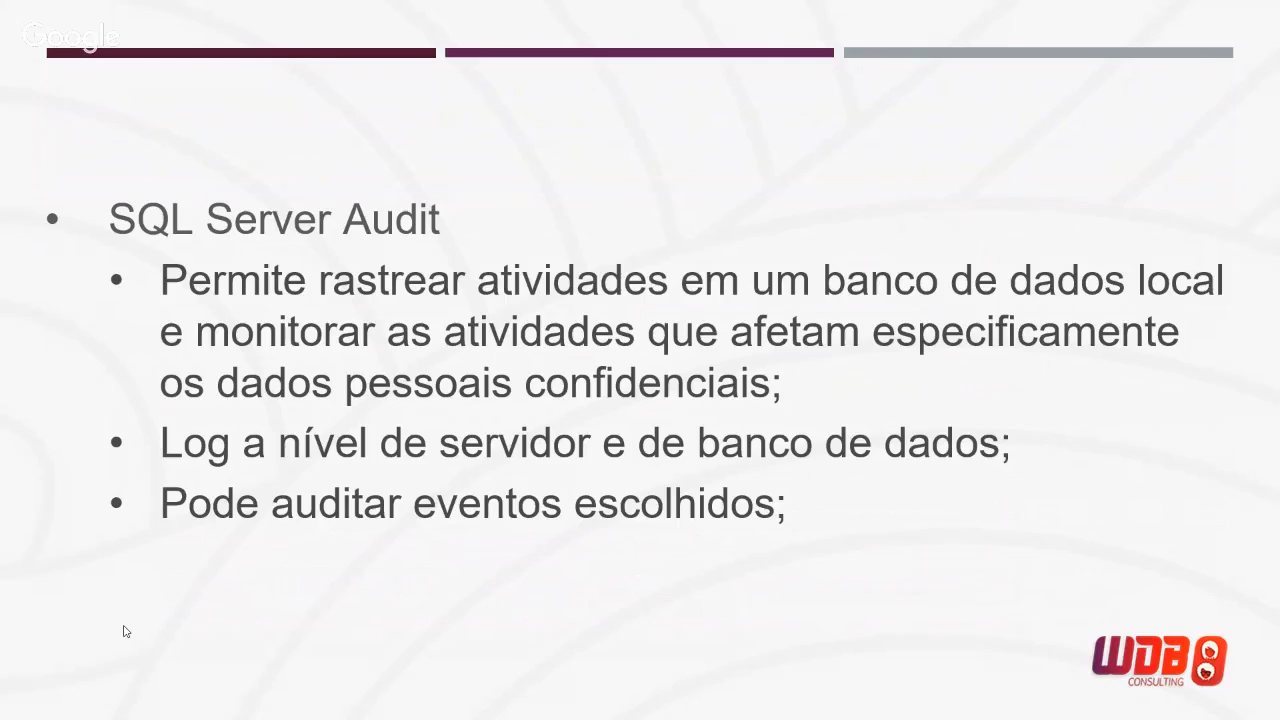 Google
• SQL Server Audit
• Permite rastrear atividades em um banco de dados local
e monitorar as atividades que afetam especificamente
os dados pessoais confidenciais;
• Log a nível de servidor e de banco de dados;
• Pode auditar eventos escolhidos;
WDB
CONSULTING